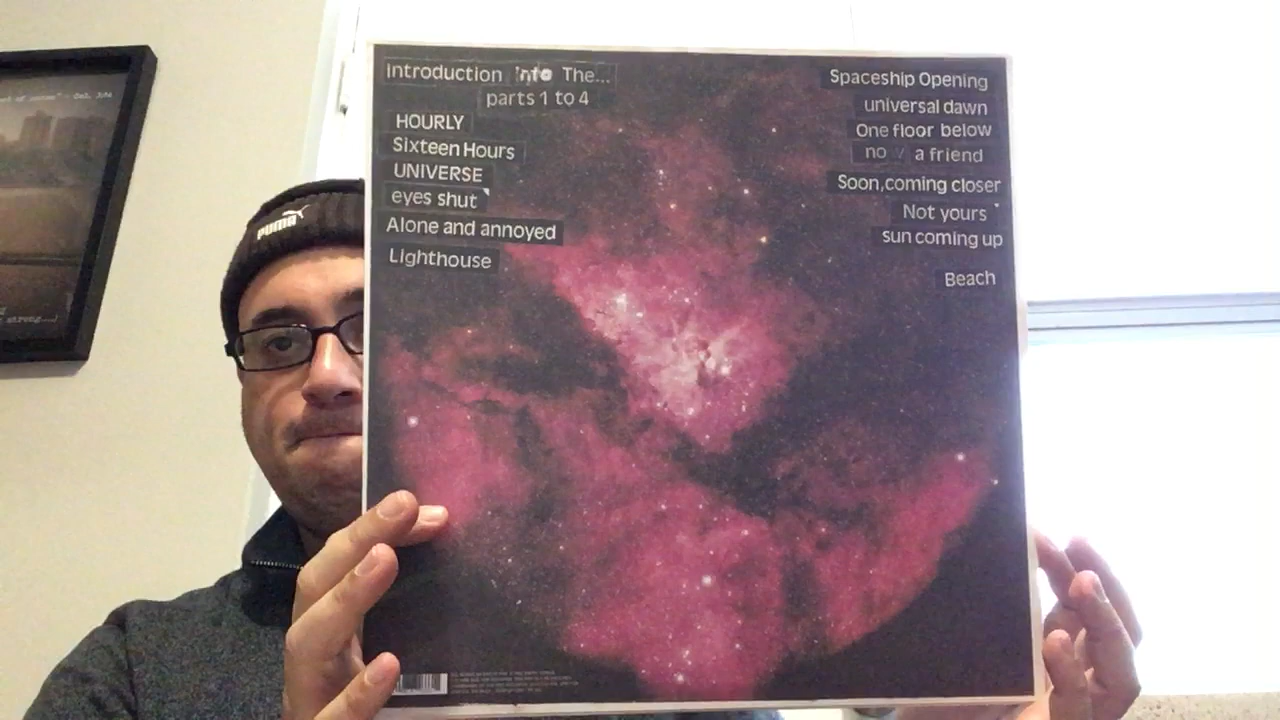 introduction Into The...
parts 1 to 4
HOURLY
Sixteen Hours
UNIVERSE
eyes shut
Alone and annoyed
Lighthouse
Spaceship Opening
universal dawn
One floor below
no a friend
Soon,coming closer
Not yours
sun coming up
Beach
PUMA
strong....